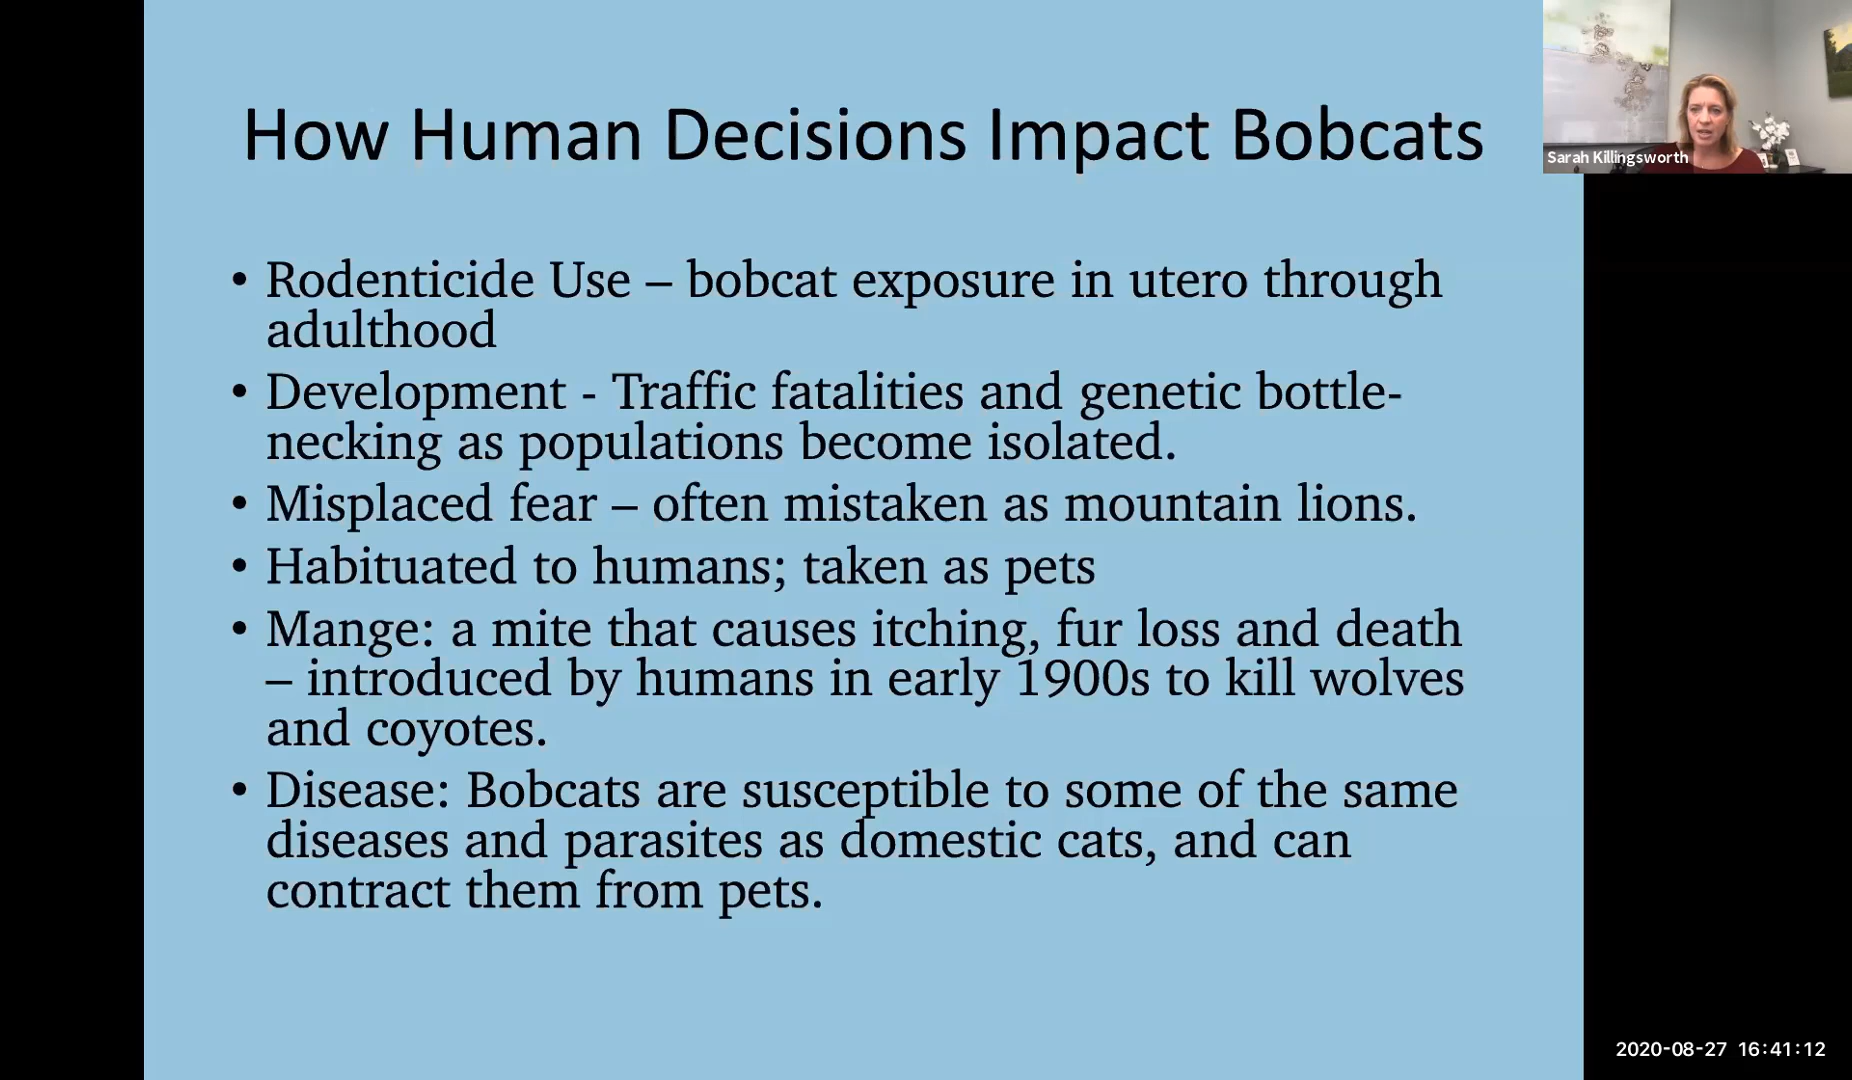 How Human Decisions Impact Bobcats
Sarah Killingsworth
• Rodenticide Use – bobcat exposure in utero through
adulthood
• Development - Traffic fatalities and genetic bottle-
necking as populations become isolated.
• Misplaced fear – often mistaken as mountain lions.
• Habituated to humans; taken as pets
• Mange: a mite that causes itching, fur loss and death
– introduced by humans in early 1900s to kill wolves
and coyotes.
• Disease: Bobcats are susceptible to some of the same
diseases and parasites as domestic cats, and can
contract them from pets.
2020-08-27 16:41:12